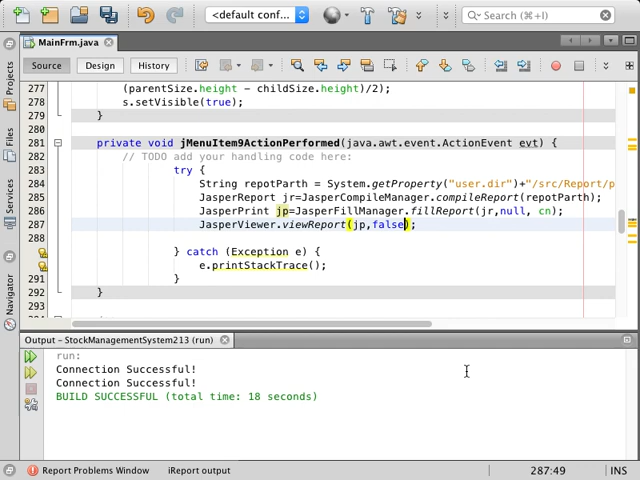 <default conf...
Search (⌘+I)
MainFrm.java
Source
Design
History
Projects
Files
Services
Navigator
277 (parentSize.height - childSize.height)/2);
278 s.setVisible(true);
279 }
280
281 private void jMenuItem9ActionPerformed(java.awt.event.ActionEvent evt) {
282 // TODO add your handling code here:
283 try {
284 String repotParth = System.getProperty("user.dir")+"/src/Report/p
285 JasperReport jr=JasperCompileManager.compileReport(repotParth);
286 JasperPrint jp=JasperFillManager.fillReport(jr,null, cn);
287 JasperViewer.viewReport(jp,false);
} catch (Exception e) {
e.printStackTrace();
291 }
292 }
293
Output - StockManagementSystem213 (run)
run:
Connection Successful!
Connection Successful!
BUILD SUCCESSFUL (total time: 18 seconds)
Report Problems Window
iReport output
287:49